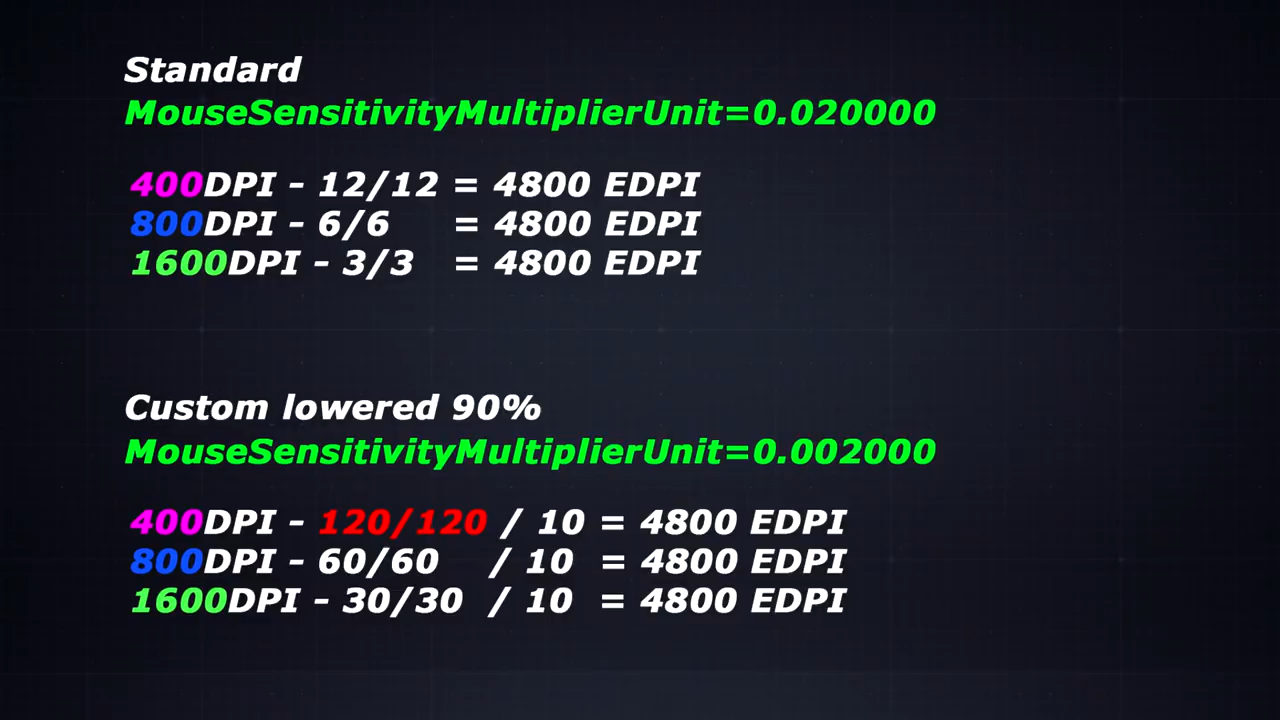 Standard
MouseSensitivityMultiplierUnit=0.020000
400DPI - 12/12 = 4800 EDPI
800DPI - 6/6 = 4800 EDPI
1600DPI - 3/3 = 4800 EDPI
Custom lowered 90%
MouseSensitivityMultiplierUnit=0.002000
400DPI - 120/120 / 10 = 4800 EDPI
800DPI - 60/60 / 10 = 4800 EDPI
1600DPI - 30/30 / 10 = 4800 EDPI